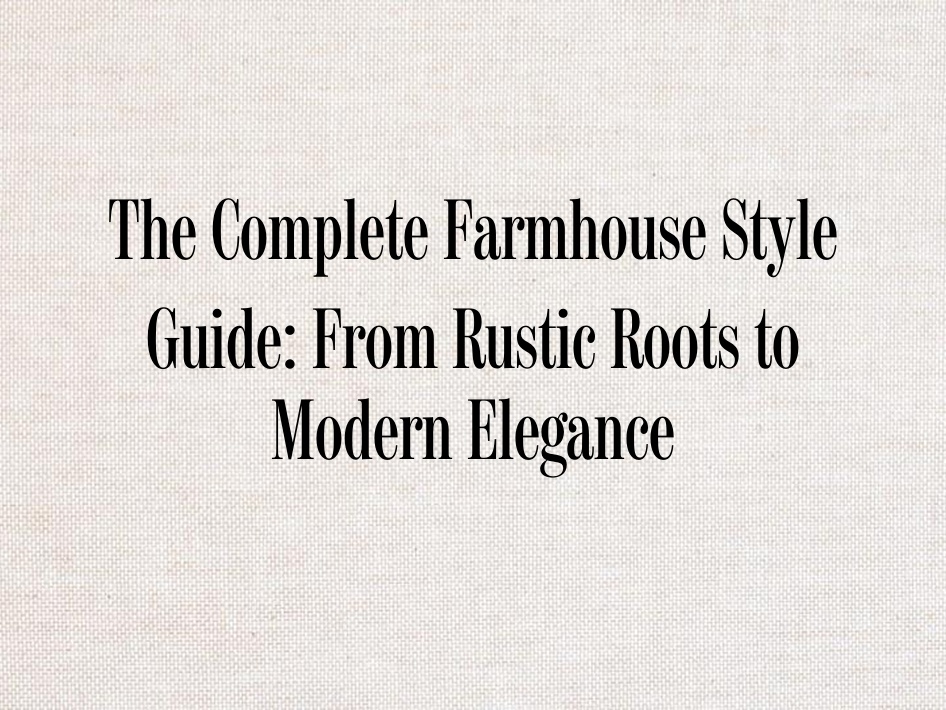 The Complete Farmhouse Style
Guide: From Rustic Roots to
Modern Elegance